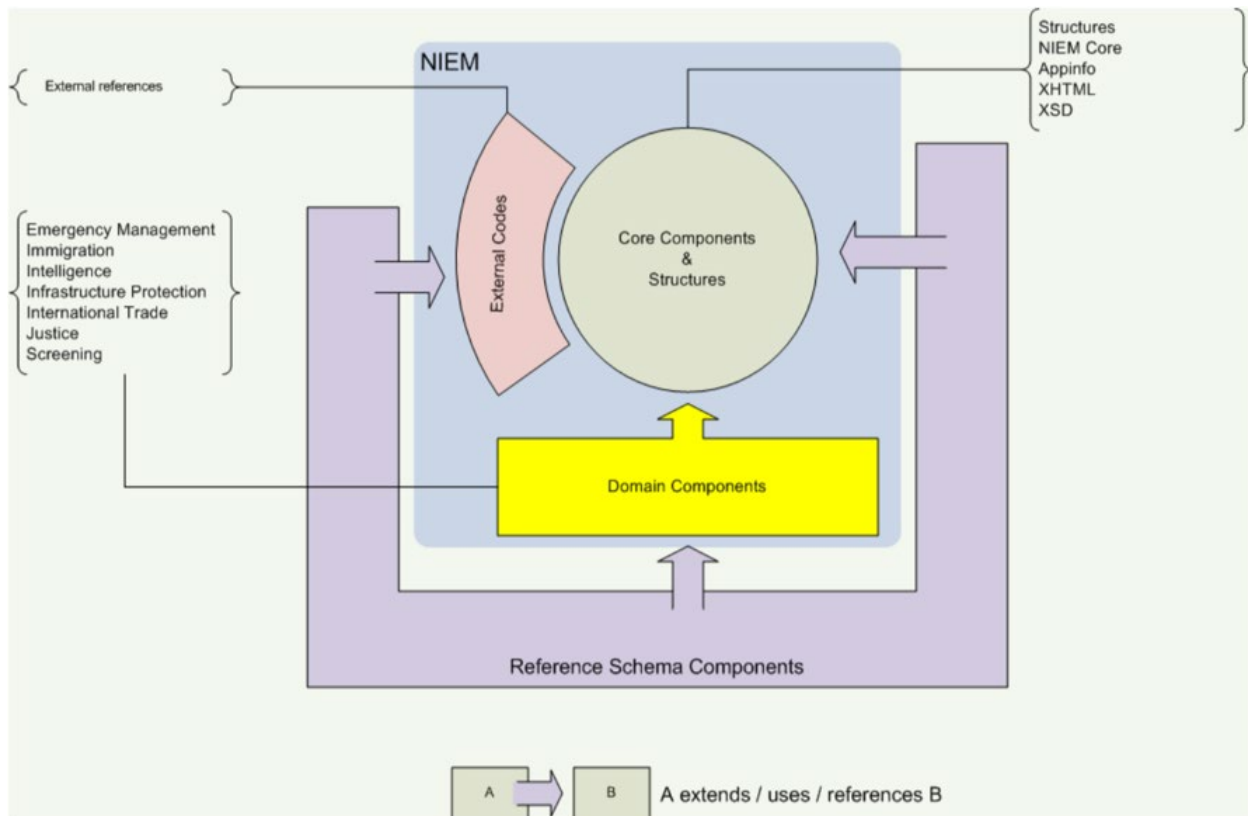 NIEM
External references
Structures
NIEM Core
Appinfo
XHTML
XSD
Emergency Management
Immigration
Intelligence
Infrastructure Protection
International Trade
Justice
Screening
External Codes
Core Components
&
Structures
Domain Components
Reference Schema Components
A
B
A extends / uses / references B